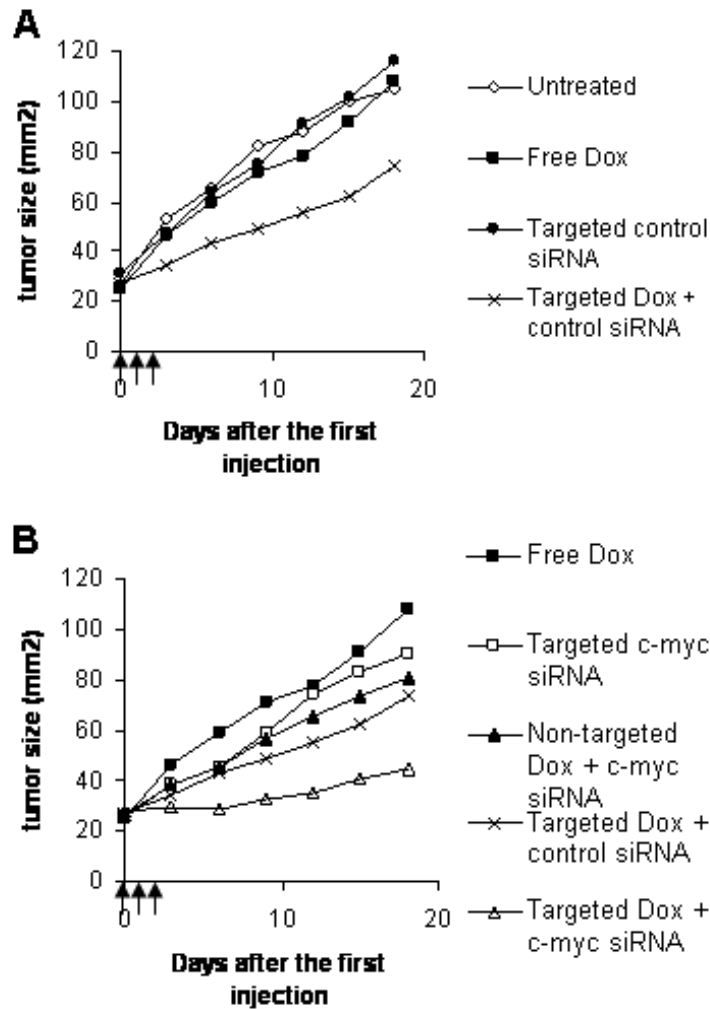 A
120
100
80
60
40
20
0
tumor size (mm2)
0 10 20
Days after the first
injection
Untreated
Free Dox
Targeted control
siRNA
Targeted Dox +
control siRNA
B
120
100
80
60
40
20
0
tumor size (mm2)
0 10 20
Days after the first
injection
Free Dox
Targeted c-myc
siRNA
Non-targeted
Dox + c-myc
siRNA
Targeted Dox +
control siRNA
Targeted Dox +
c-myc siRNA